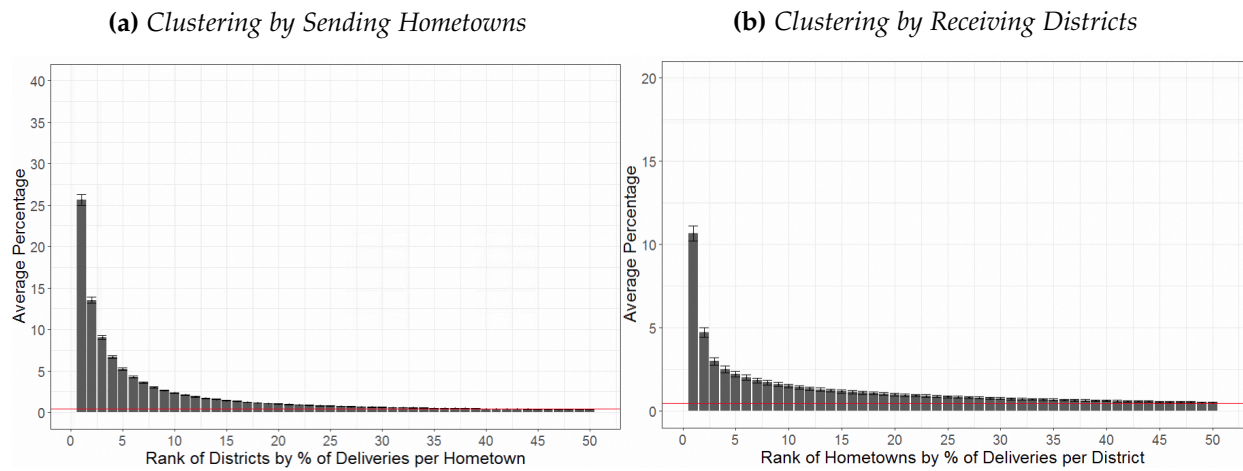 (a) Clustering by Sending Hometowns
40
35
30
25
20
15
10
5
0
Average Percentage
0 5 10 15 20 25 30 35 40 45 50
Rank of Districts by % of Deliveries per Hometown
(b) Clustering by Receiving Districts
20
15
10
5
0
Average Percentage
0 5 10 15 20 25 30 35 40 45 50
Rank of Hometowns by % of Deliveries per District